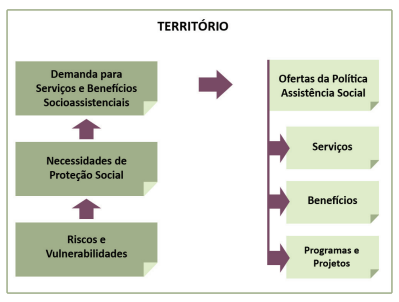 TERRITÓRIO
Demanda para
Serviços e Benefícios
Socioassistenciais
Necessidades de
Proteção Social
Riscos e
Vulnerabilidades
Ofertas da Política
Assistência Social
Serviços
Benefícios
Programas e
Projetos